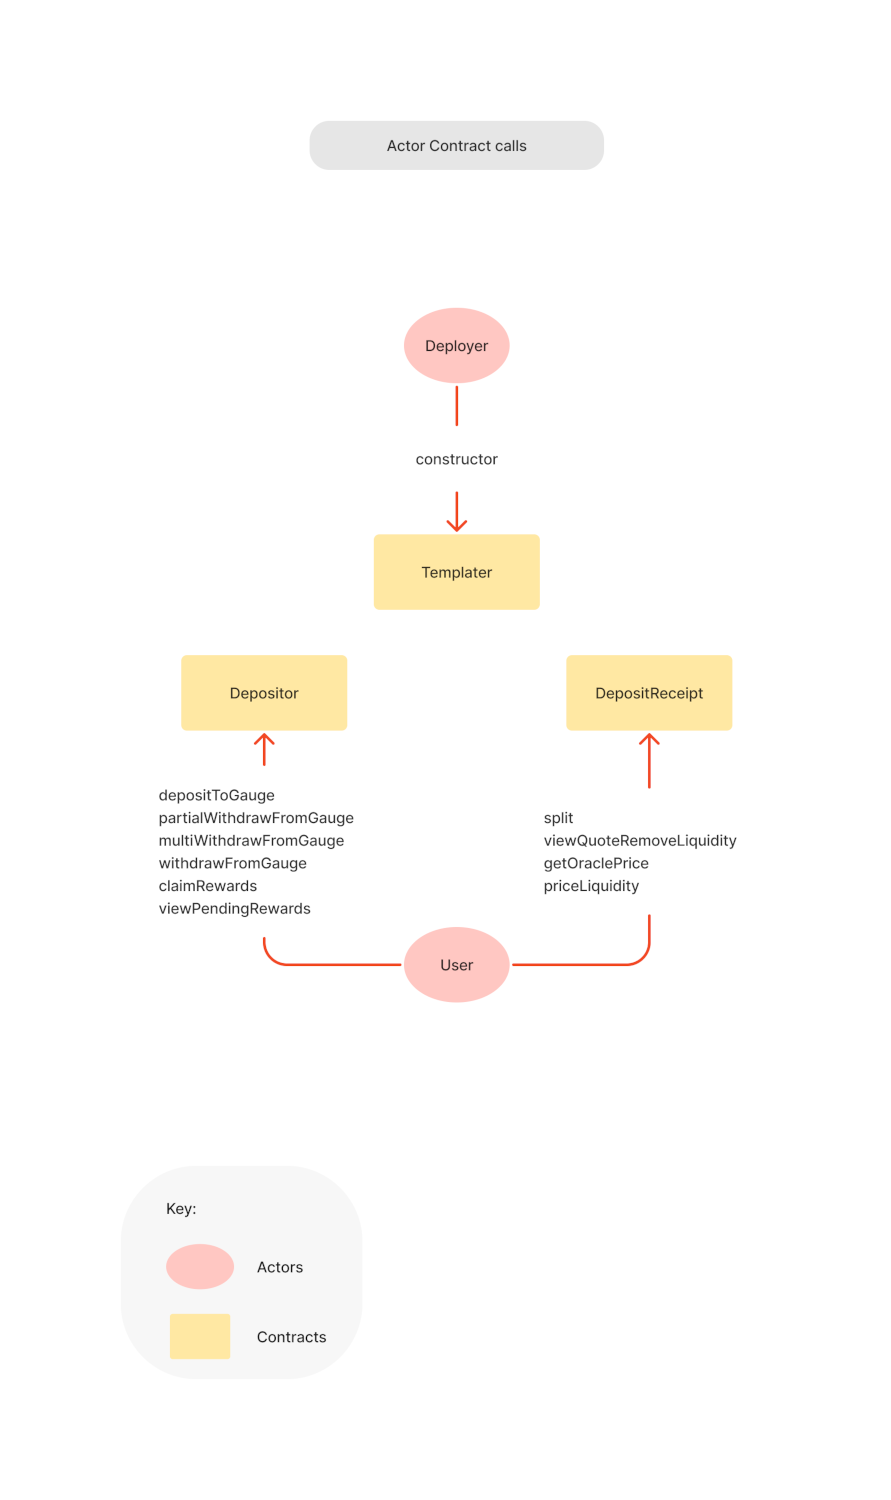 Actor Contract calls
Deployer
constructor
Templater
Depositor
DepositReceipt
depositToGauge
partialWithdrawFromGauge
multiWithdrawFromGauge
withdrawFromGauge
claimRewards
viewPendingRewards
split
viewQuoteRemoveLiquidity
getOraclePrice
priceLiquidity
User
Key:
Actors
Contracts